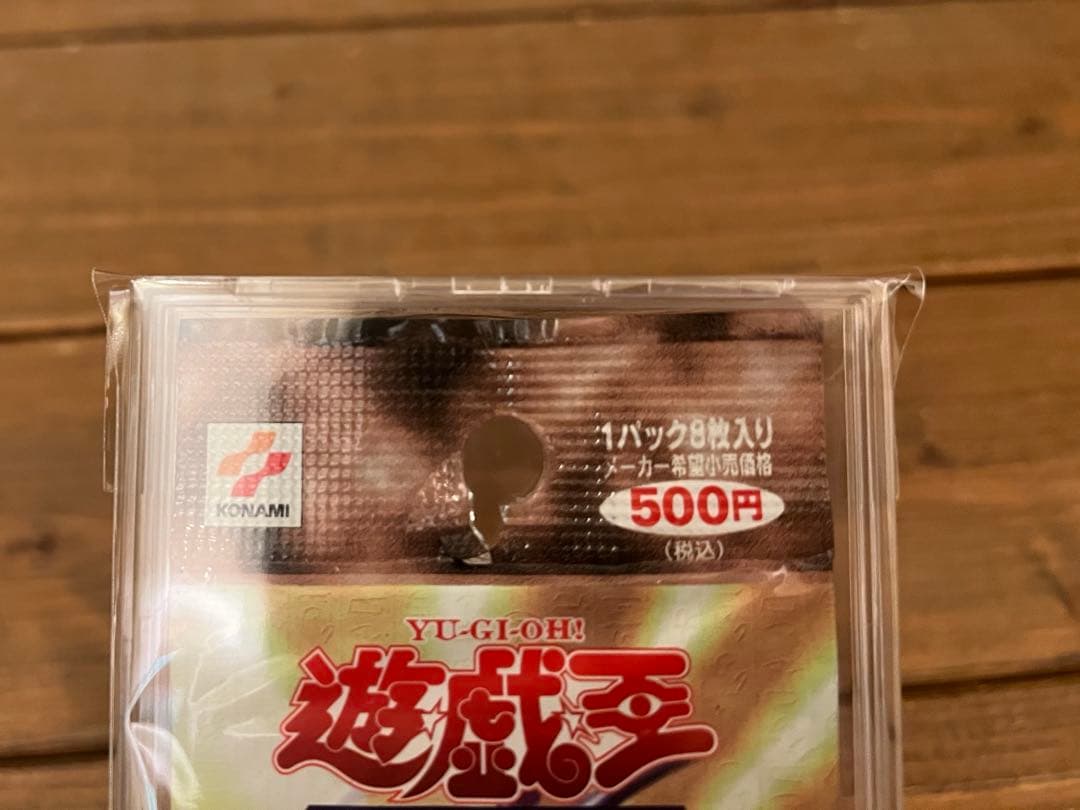 1パック8枚入り
メーカー希望小売価格
500円
(税込)
KONAMI
YU-GI-OH!
遊戯王